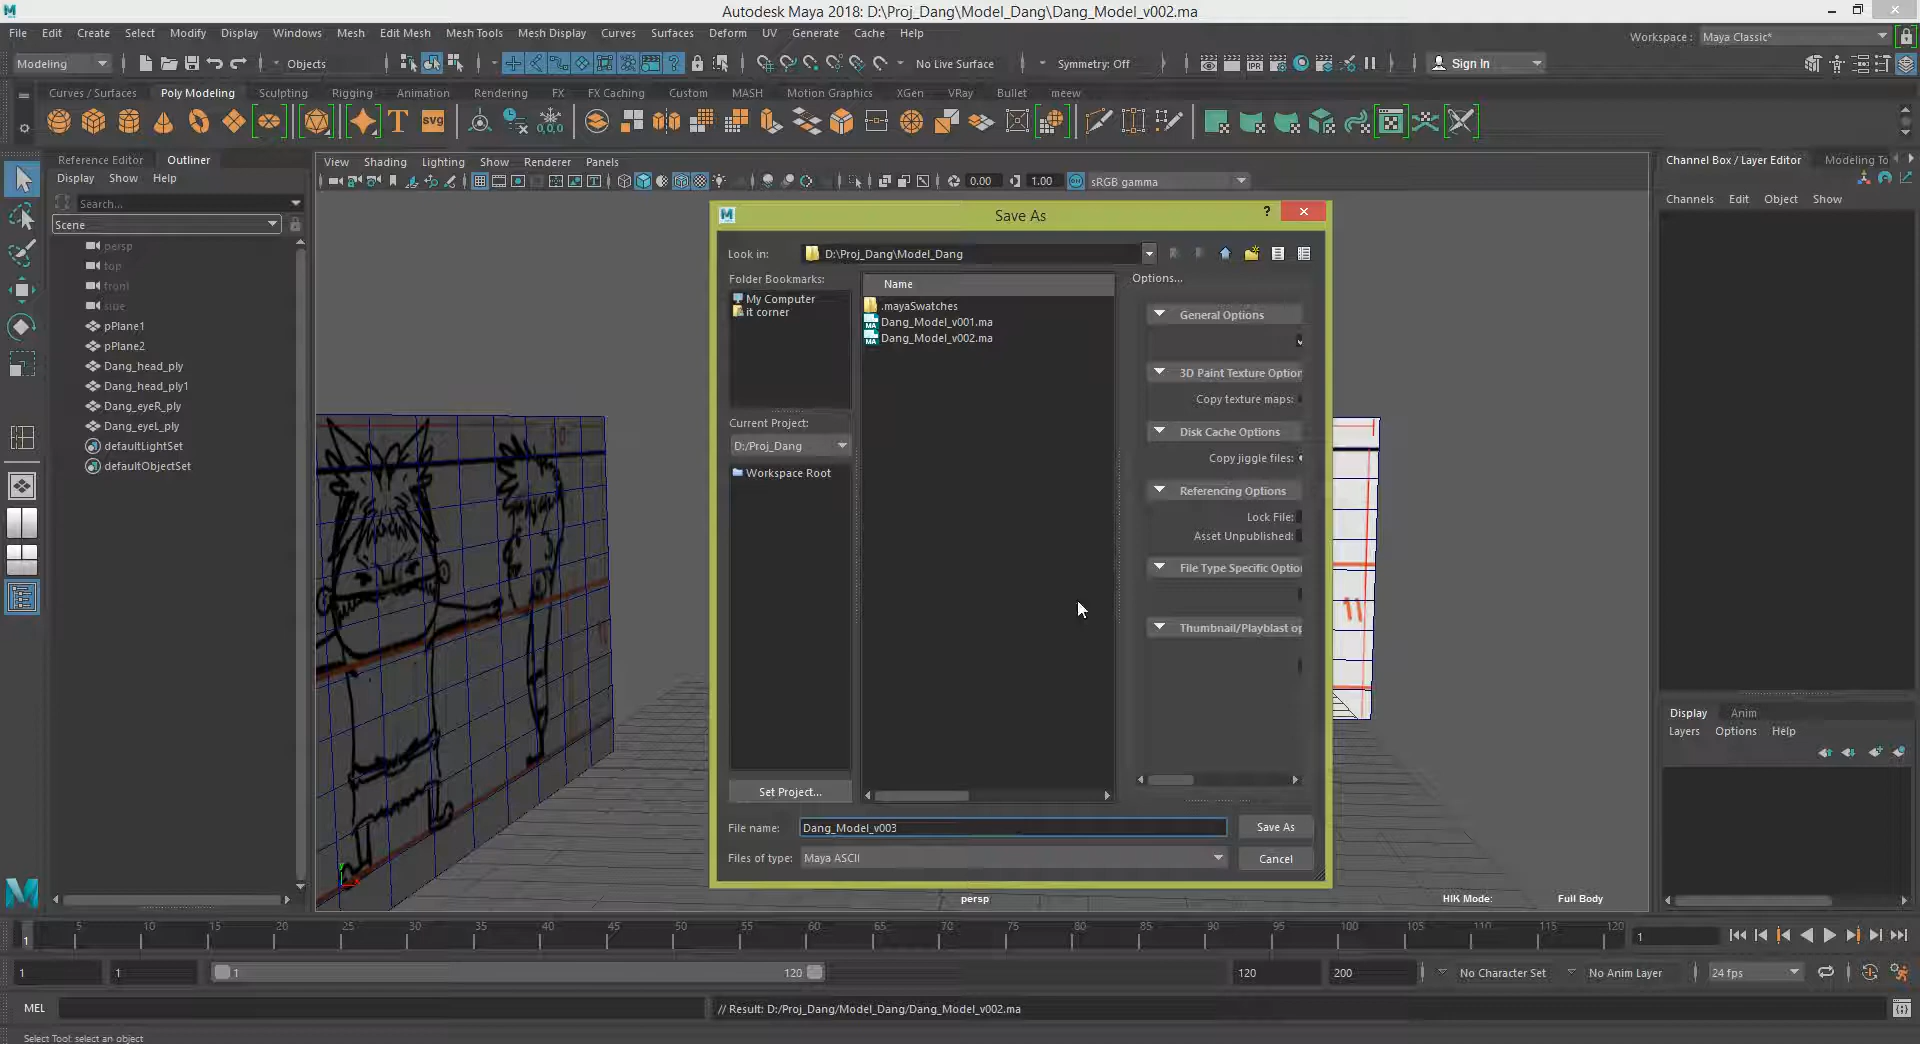 Autodesk Maya 2018: D:\Proj_Dang\Model_Dang\Dang_Model_v002.ma
File Edit Create Select Modify Display Windows Mesh Edit Mesh Mesh Tools Mesh Display Curves Surfaces Deform UV Generate Cache Help
Workspace : Maya Classic*
Modeling Objects No Live Surface Symmetry: Off Sign In
Curves / Surfaces Poly Modeling Sculpting Rigging Animation Rendering FX FX Caching Custom MASH Motion Graphics XGen VRay Bullet meew
T svg 0,0,0
Reference Editor Outliner
Display Show Help
Search...
Scene
persp
top
front
side
pPlane1
pPlane2
Dang_head_ply
Dang_head_ply1
Dang_eyeR_ply
Dang_eyeL_ply
defaultLightSet
defaultObjectSet
View Shading Lighting Show Renderer Panels
0.00 1.00 sRGB gamma
Save As
?
Look in: D:\Proj_Dang\Model_Dang
Folder Bookmarks:
My Computer
it corner
Name
.mayaSwatches
Dang_Model_v001.ma
Dang_Model_v002.ma
Options...
General Options
3D Paint Texture Option
Copy texture maps:
Disk Cache Options
Copy jiggle files:
Referencing Options
Lock File:
Asset Unpublished:
File Type Specific Optio
Thumbnail/Playblast op
Current Project:
D:/Proj_Dang
Workspace Root
Set Project...
File name: Dang_Model_v003 Save As
Files of type: Maya ASCII Cancel
persp
HIK Mode: Full Body
Channel Box / Layer Editor Modeling To
Channels Edit Object Show
Display Anim
Layers Options Help
1 5 10 15 20 25 30 35 40 45 50 55 60 65 70 75 80 85 90 95 100 105 110 115 120 1
1 1 1 120 120 200 No Character Set No Anim Layer 24 fps
MEL // Result: D:/Proj_Dang/Model_Dang/Dang_Model_v002.ma
Select Tool: select an object